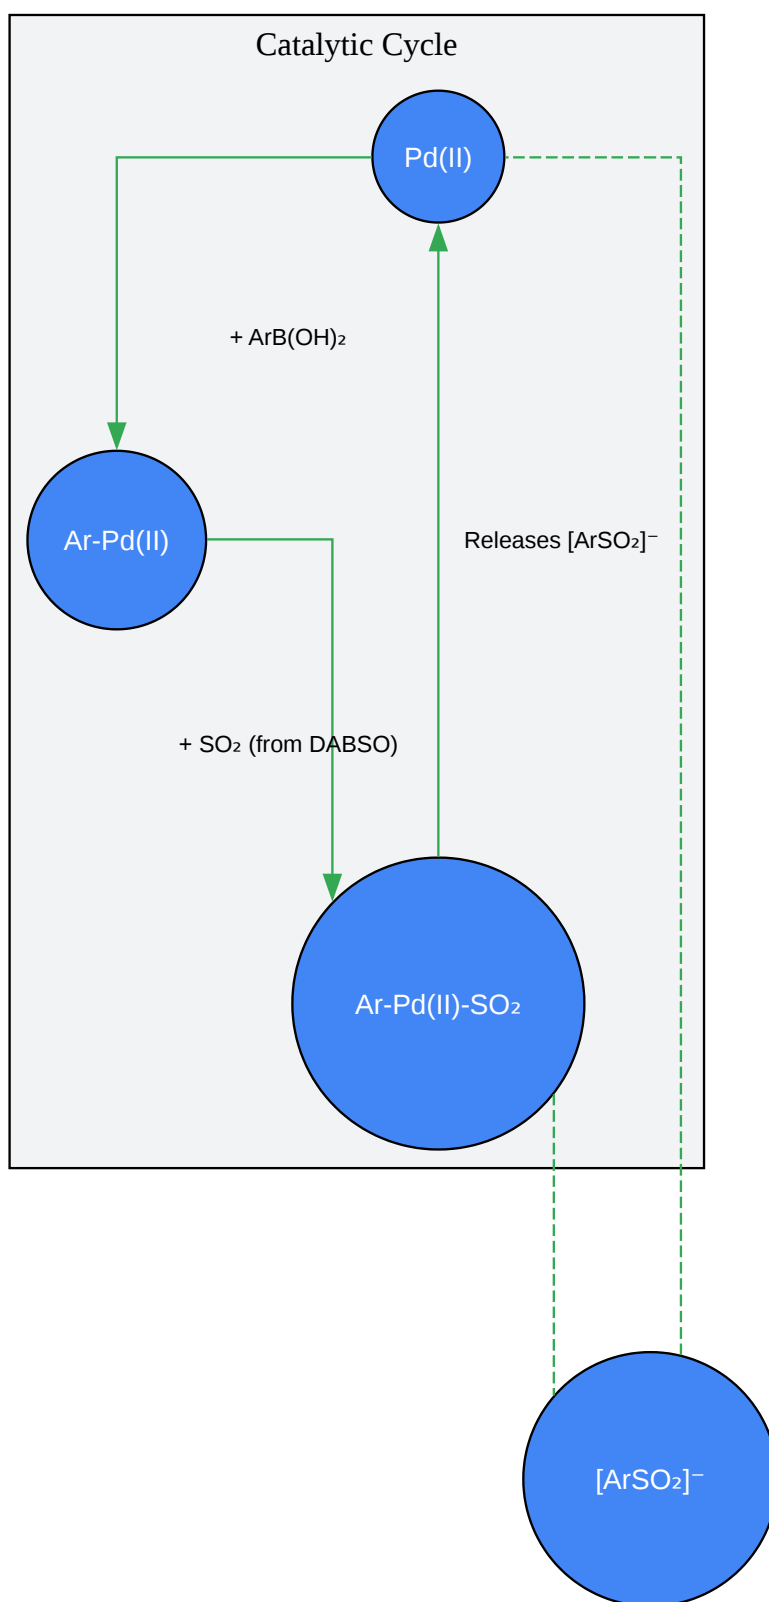 Catalytic Cycle
Pd(II)
+ ArB(OH)₂
Ar-Pd(II)
Releases [ArSO₂]⁻
+ SO₂ (from DABSO)
Ar-Pd(II)-SO₂
[ArSO₂]⁻